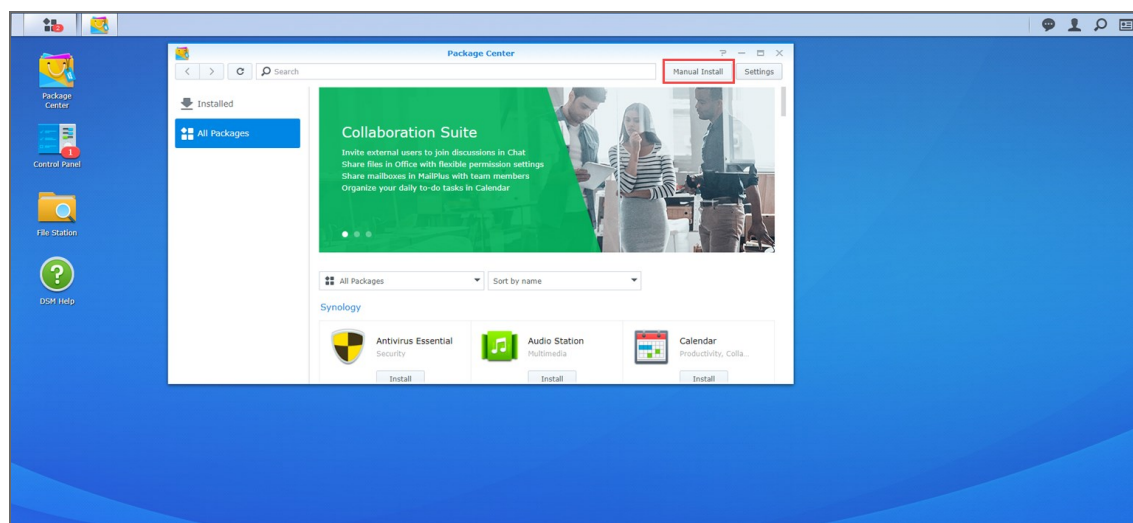 2
Package Center
Search
Manual Install
Settings
Package
Center
Installed
All Packages
Collaboration Suite
Invite external users to join discussions in Chat
Share files in Office with flexible permission settings
Share mailboxes in MailPlus with team members
Organize your daily to-do tasks in Calendar
1
Control Panel
File Station
DSM Help
All Packages
Sort by name
Synology
Antivirus Essential
Security
Install
Audio Station
Multimedia
Install
Calendar
Productivity, Colla...
Install